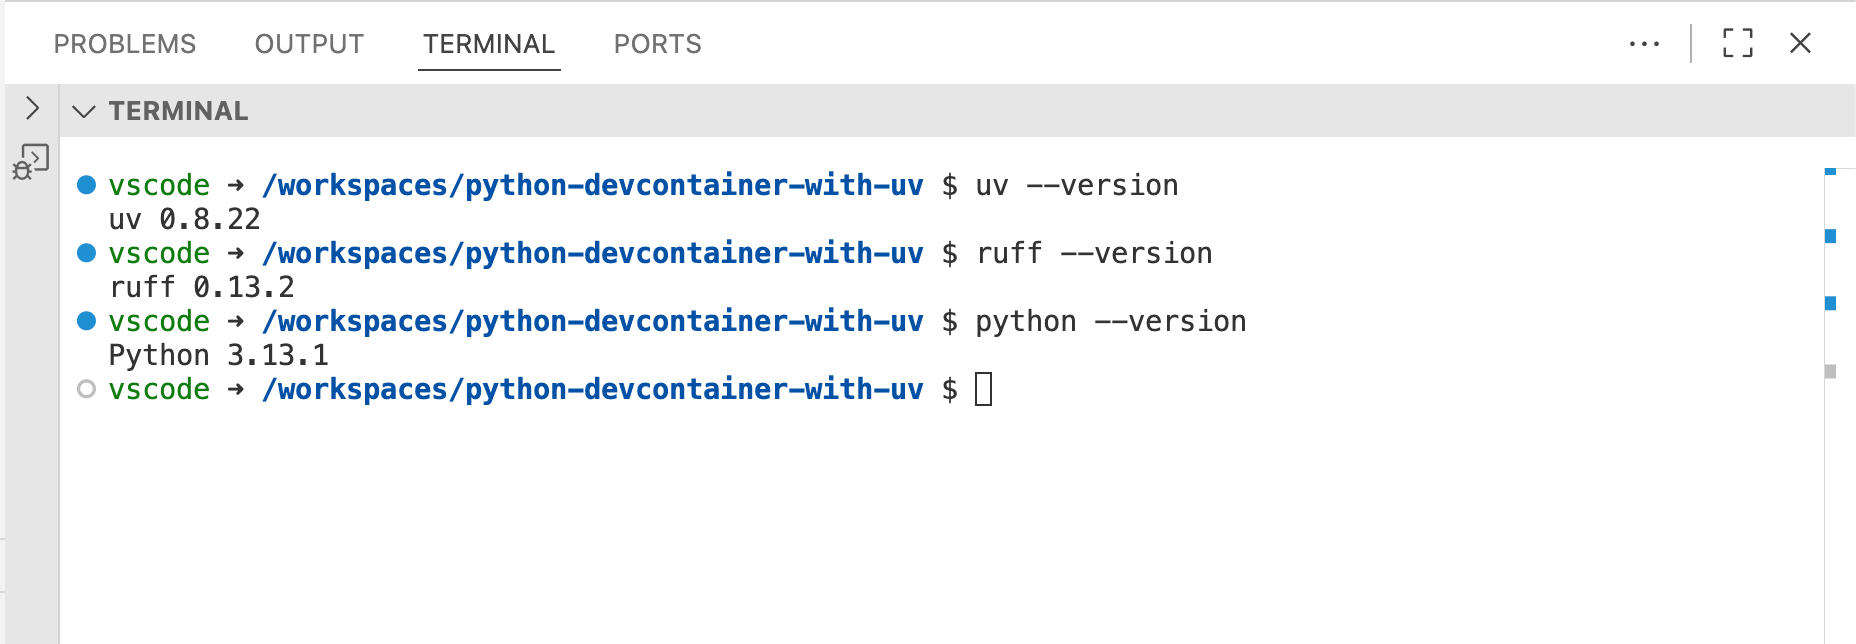 PROBLEMS OUTPUT TERMINAL PORTS
TERMINAL
vscode ➜ /workspaces/python-devcontainer-with-uv $ uv --version
uv 0.8.22
vscode ➜ /workspaces/python-devcontainer-with-uv $ ruff --version
ruff 0.13.2
vscode ➜ /workspaces/python-devcontainer-with-uv $ python --version
Python 3.13.1
vscode ➜ /workspaces/python-devcontainer-with-uv $